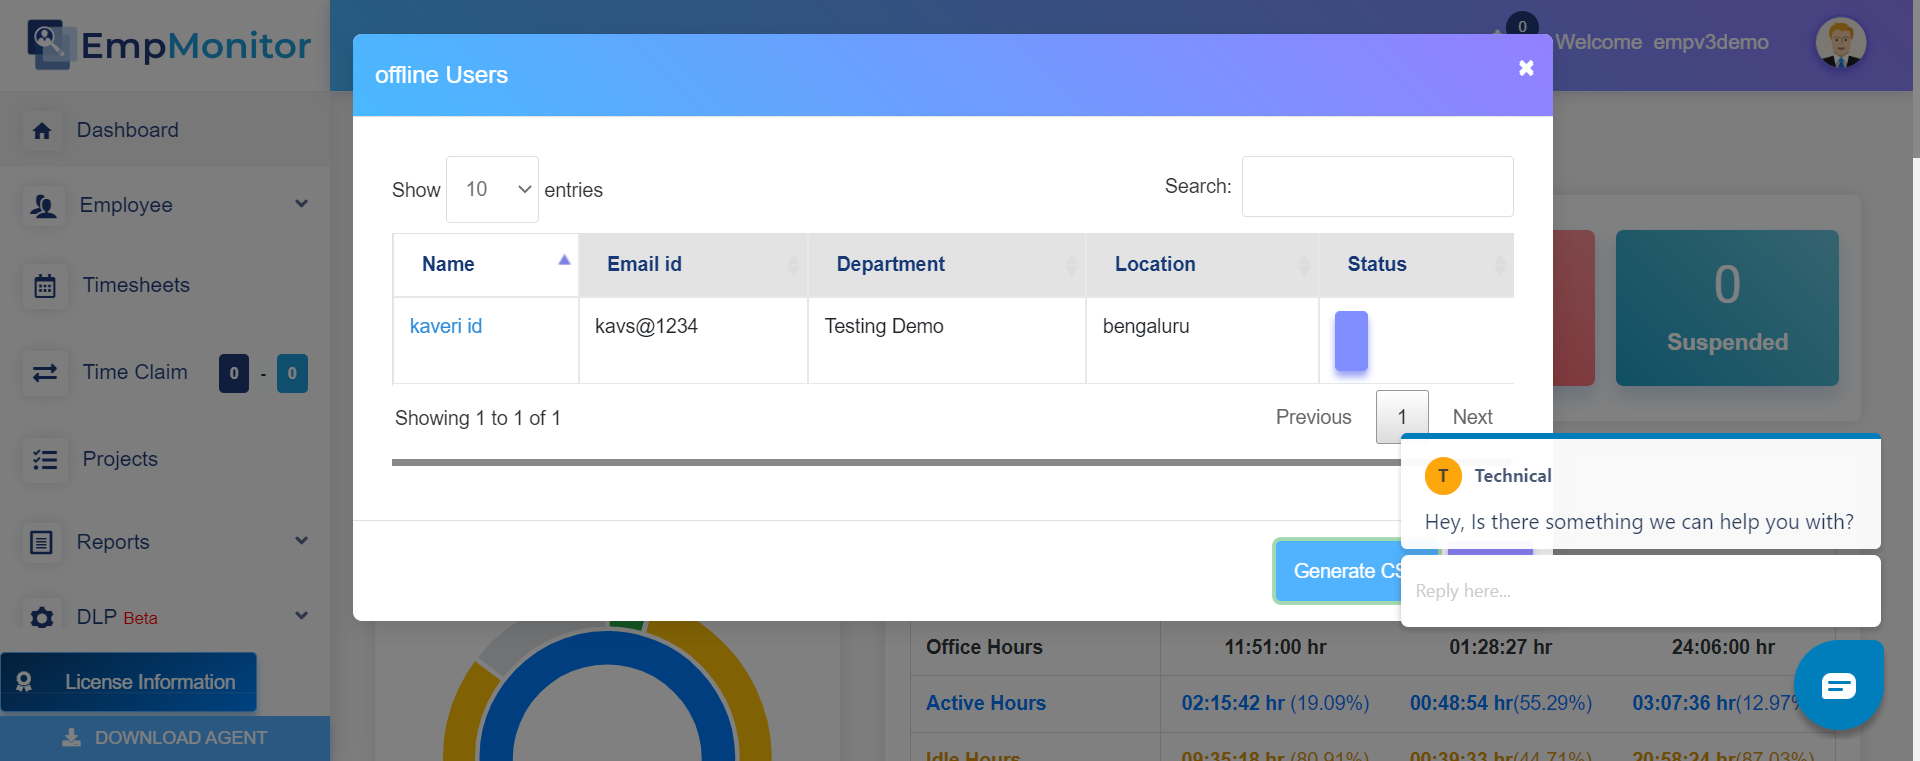 EmpMonitor
0
Welcome empv3demo
offline Users
×
Dashboard
Employee
Timesheets
Time Claim 0 - 0
Projects
Reports
DLP Beta
License Information
DOWNLOAD AGENT
Show 10 entries
Search:
Name Email id Department Location Status
kaveri id kavs@1234 Testing Demo bengaluru
Showing 1 to 1 of 1
Previous 1 Next
0
Suspended
T Technical
Hey, Is there something we can help you with?
Generate CS
Reply here...
Office Hours 11:51:00 hr 01:28:27 hr 24:06:00 hr
Active Hours 02:15:42 hr (19.09%) 00:48:54 hr(55.29%) 03:07:36 hr(12.97%
Idle Hours 09:35:18 hr (80.91%) 00:39:33 hr(44.71%) 20:58:24 hr(87.03%)